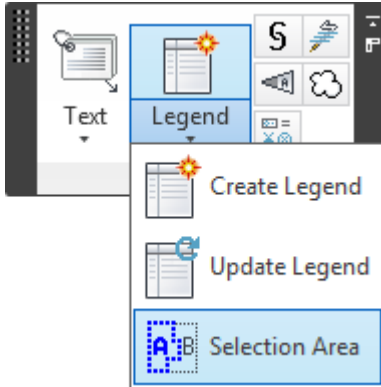 Text
Legend
Create Legend
Update Legend
A B
Selection Area